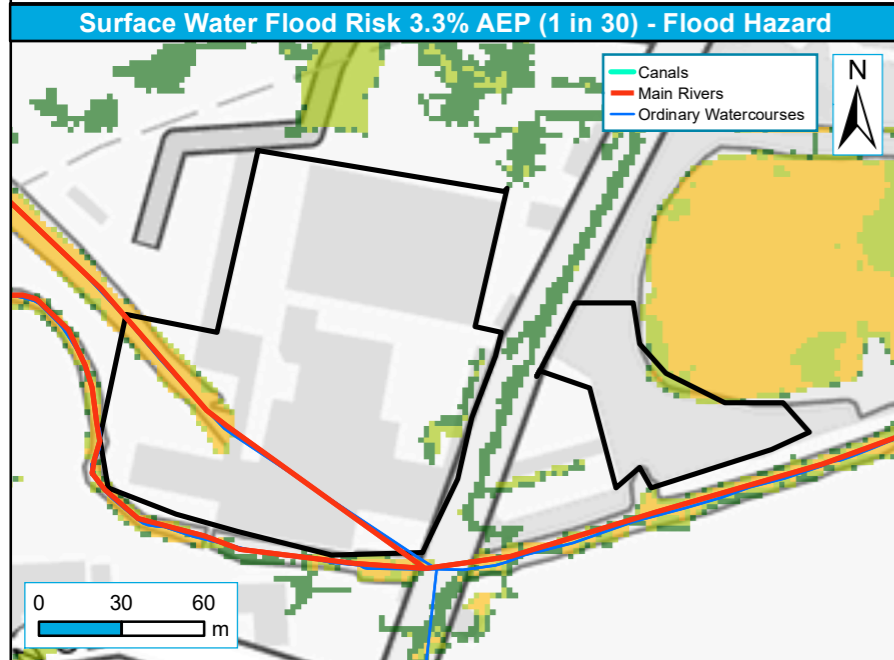 Surface Water Flood Risk 3.3% AEP (1 in 30) - Flood Hazard
Canals
Main Rivers
Ordinary Watercourses
N
0 30 60
m